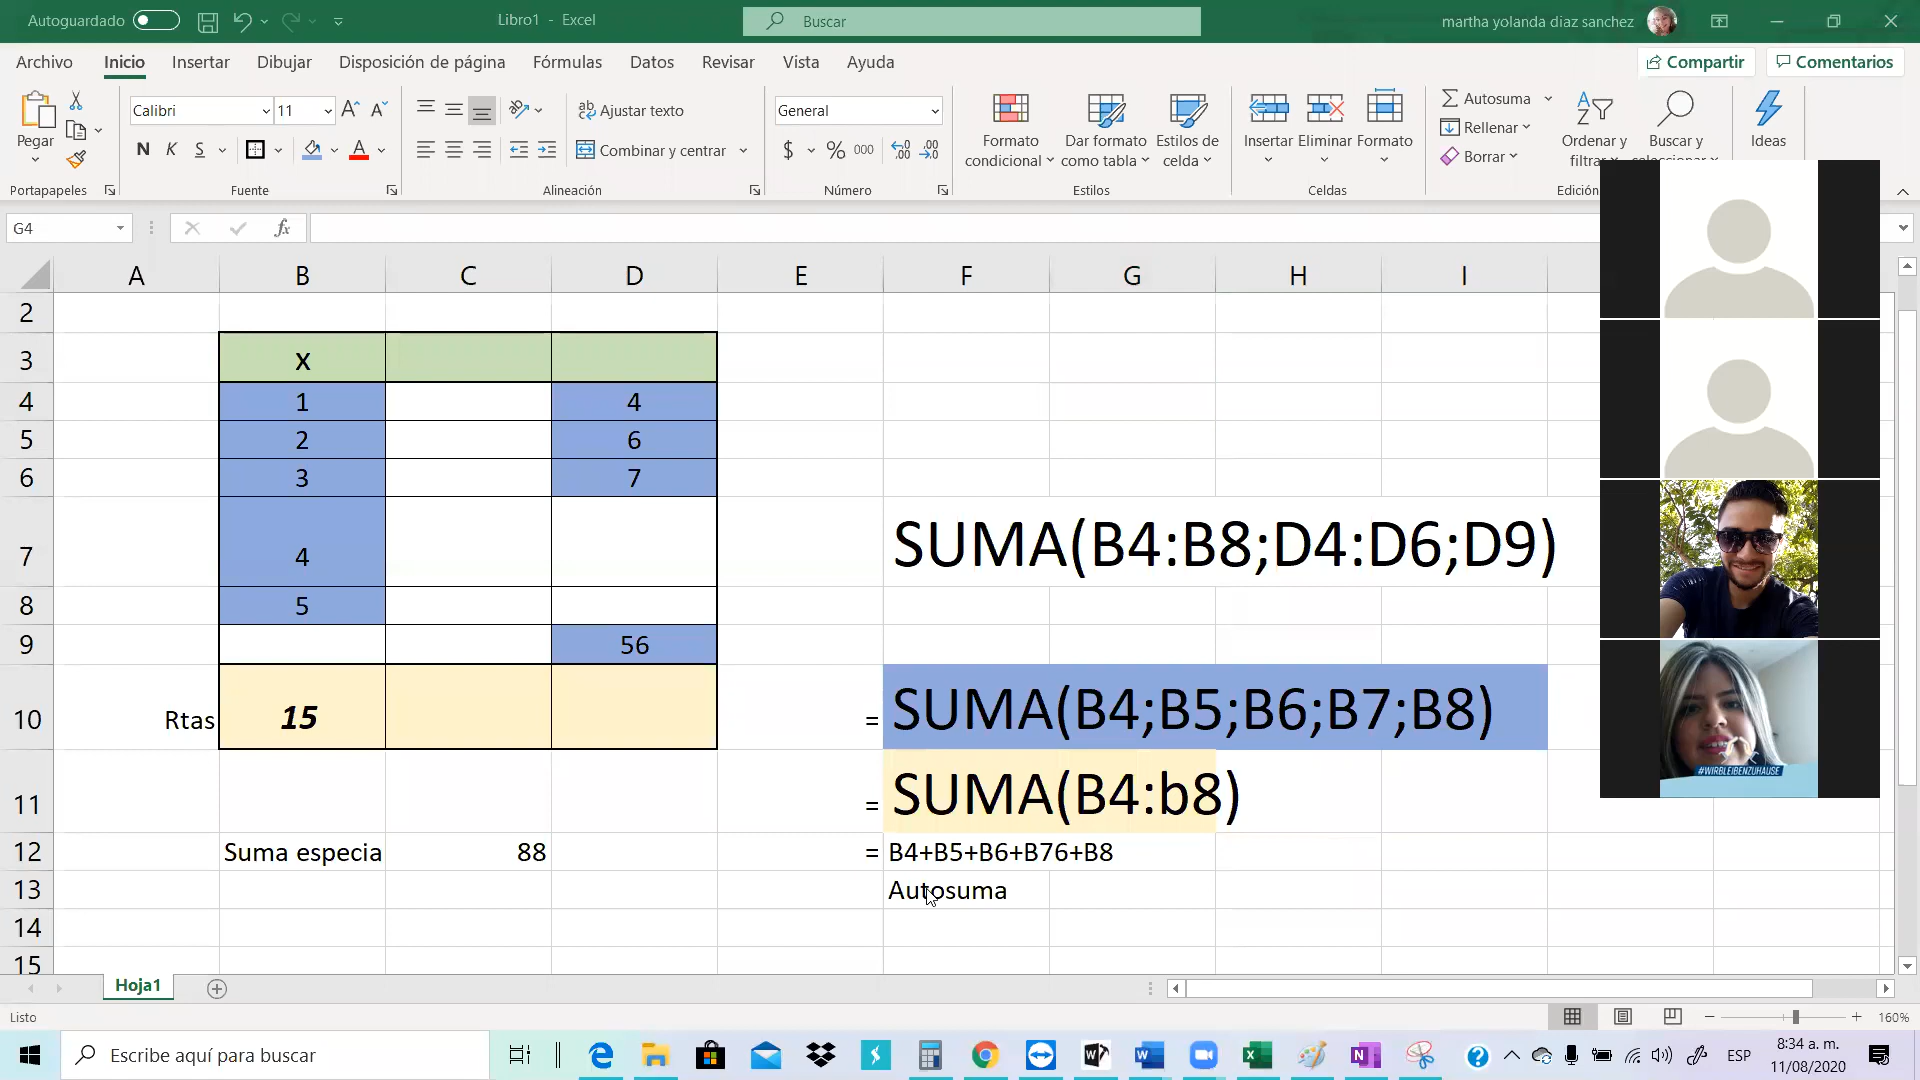 Autoguardado
Libro1 - Excel
Buscar
martha yolanda diaz sanchez
Archivo Inicio Insertar Dibujar Disposición de página Fórmulas Datos Revisar Vista Ayuda
Compartir
Comentarios
Pegar
Portapapeles
Calibri 11
N K S
Fuente
Ajustar texto
Combinar y centrar
Alineación
General
$ % 000
Número
Formato condicional
Dar formato como tabla
Estilos de celda
Estilos
Insertar Eliminar Formato
Celdas
Autosuma
Rellenar
Borrar
Ordenar y filtrar
Buscar y
Edición
Ideas
G4
fx
A B C D E F G H I
2
3 X
4 1 4
5 2 6
6 3 7
7 4 SUMA(B4:B8;D4:D6;D9)
8 5
9 56
10 Rtas 15 = SUMA(B4;B5;B6;B7;B8)
11 = SUMA(B4:b8)
12 Suma especia 88 = B4+B5+B6+B76+B8
13 Autosuma
14
15
#WIRBLEIBENZUHAUSE
Hoja1
Listo
160%
Escribe aquí para buscar
ESP
8:34 a. m.
11/08/2020